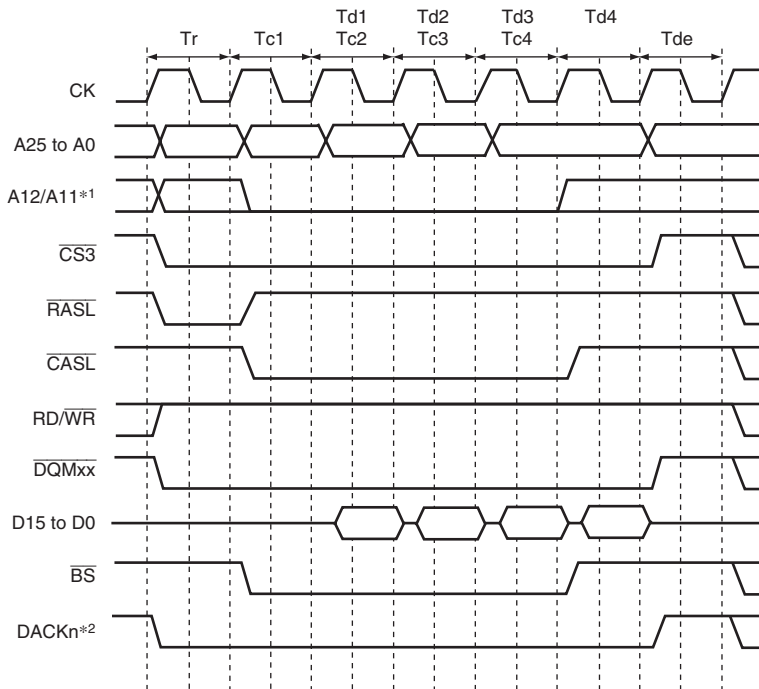 Td1 Td2 Td3 Td4
Tr Tc1 Tc2 Tc3 Tc4 Tde
CK
A25 to A0
A12/A11*1
CS3
RASL
CASL
RD/WR
DQMxx
D15 to D0
BS
DACKn*2